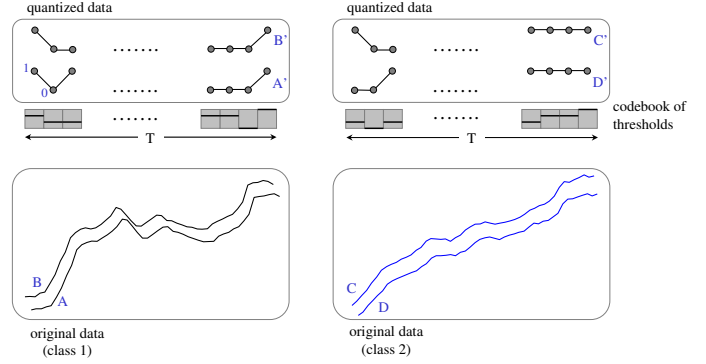 quantized data
quantized data
B'
C'
1
0
A'
D'
codebook of
thresholds
T
T
B
A
C
D
original data
(class 1)
original data
(class 2)